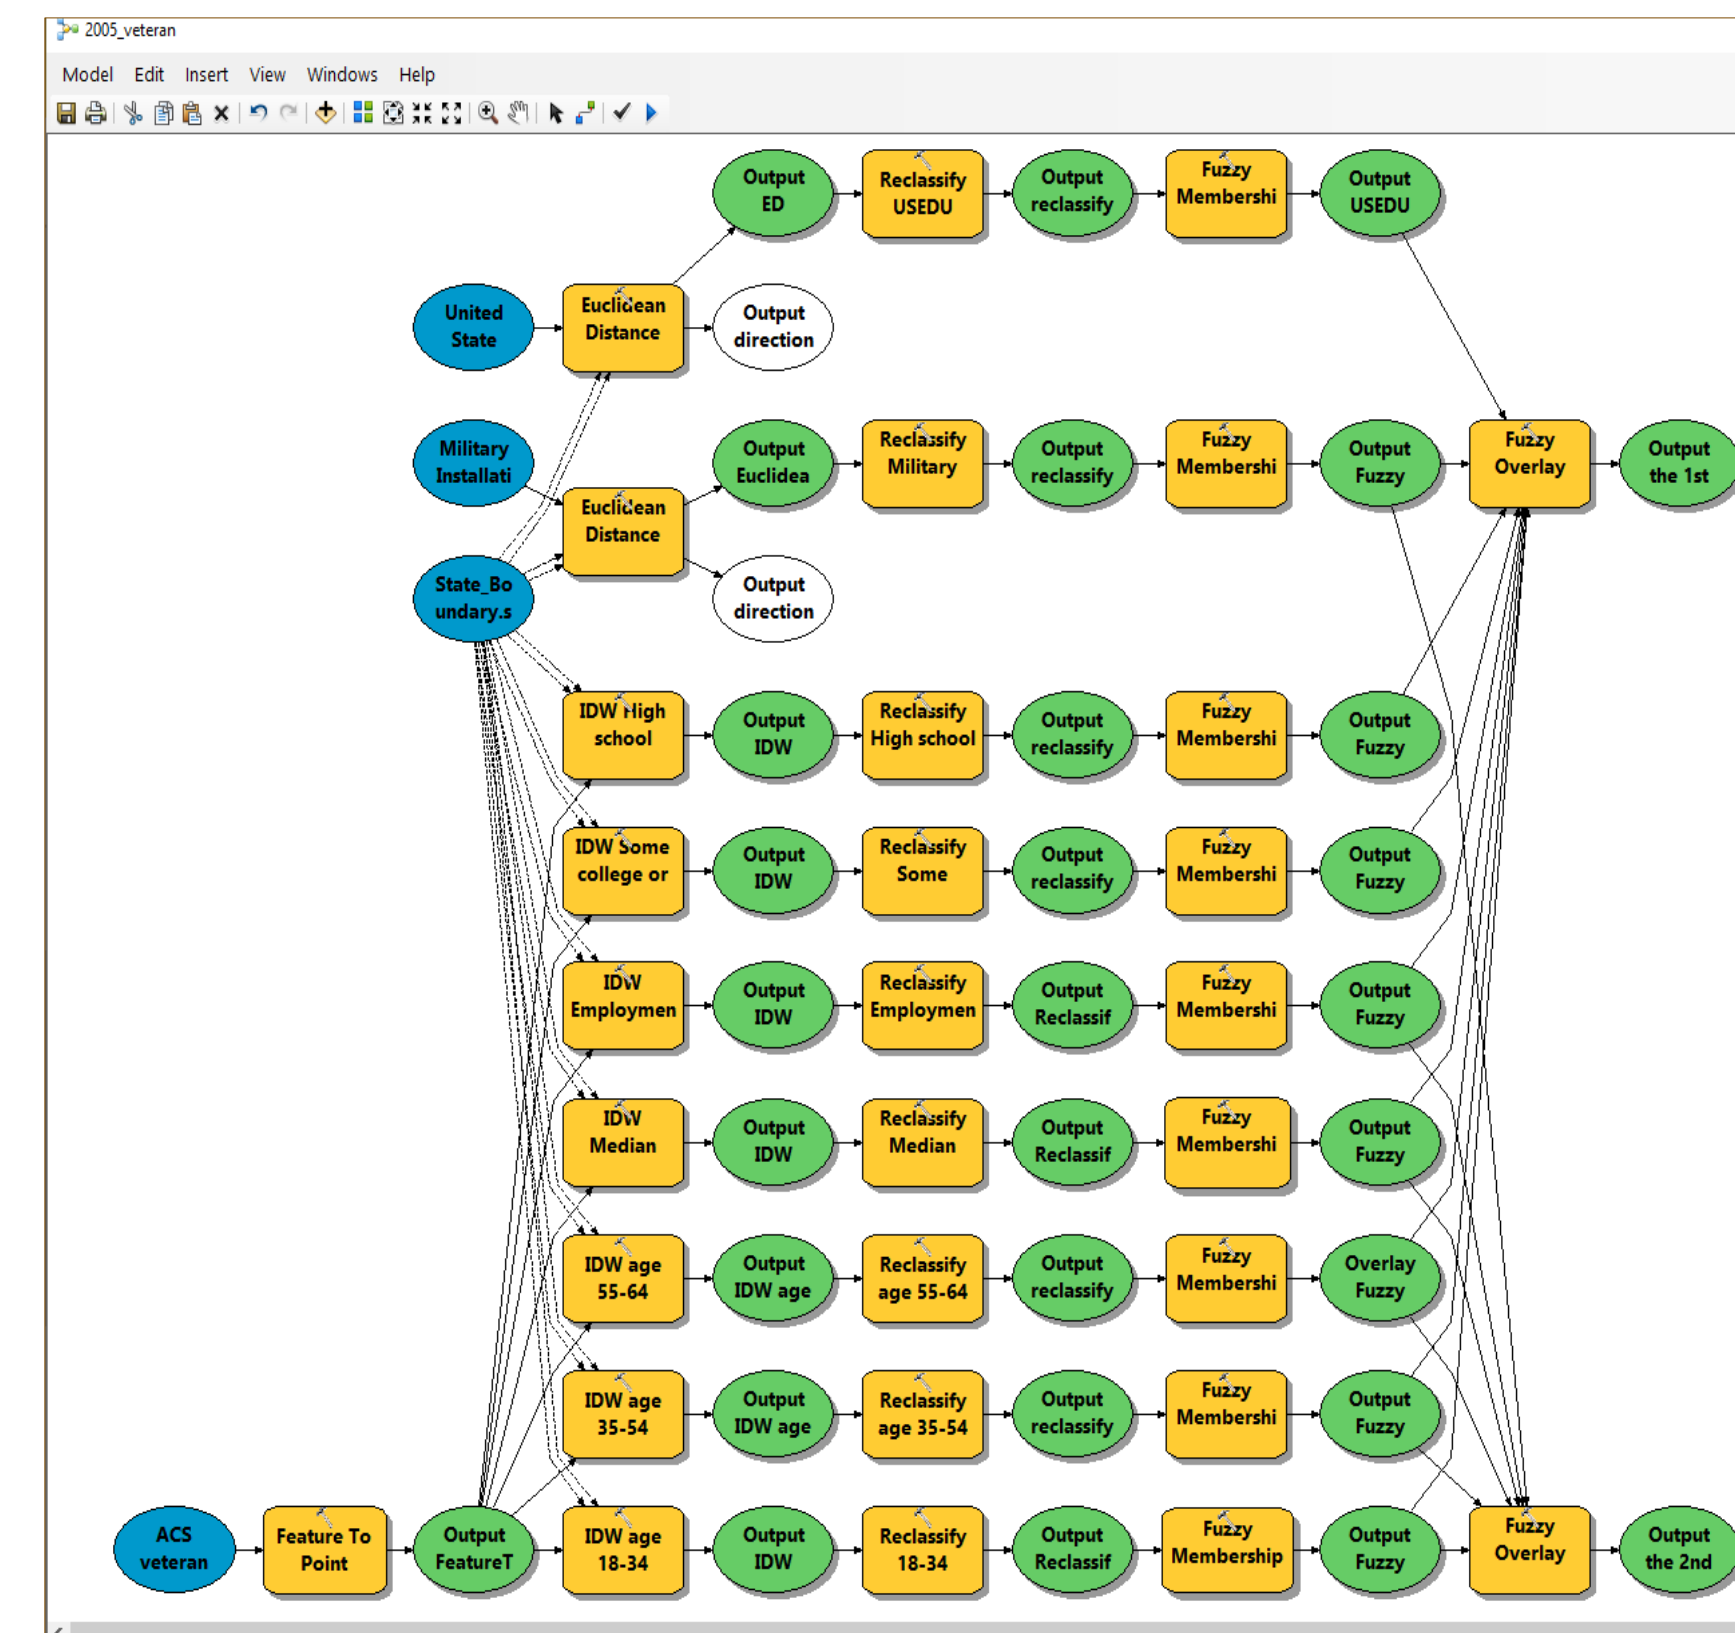 2005_veteran
Model Edit Insert View Windows Help
Output
ED
Reclassify
USEDU
Output
reclassify
Fuzzy
Membershi
Output
USEDU
United
State
Euclidean
Distance
Output
direction
Military
Installati
Output
Euclidea
Reclassify
Military
Output
reclassify
Fuzzy
Membershi
Output
Fuzzy
Fuzzy
Overlay
Output
the 1st
Euclidean
Distance
State_Bo
undary.s
Output
direction
IDW High
school
Output
IDW
Reclassify
High school
Output
reclassify
Fuzzy
Membershi
Output
Fuzzy
IDW Some
college or
Output
IDW
Reclassify
Some
Output
reclassify
Fuzzy
Membershi
Output
Fuzzy
IDW
Employmen
Output
IDW
Reclassify
Employmen
Output
Reclassif
Fuzzy
Membershi
Output
Fuzzy
IDW
Median
Output
IDW
Reclassify
Median
Output
Reclassif
Fuzzy
Membershi
Output
Fuzzy
IDW age
55-64
Output
IDW age
Reclassify
age 55-64
Output
reclassify
Fuzzy
Membershi
Overlay
Fuzzy
IDW age
35-54
Output
IDW age
Reclassify
age 35-54
Output
reclassify
Fuzzy
Membershi
Output
Fuzzy
ACS
veteran
Feature To
Point
Output
FeatureT
IDW age
18-34
Output
IDW
Reclassify
18-34
Output
Reclassif
Fuzzy
Membership
Output
Fuzzy
Fuzzy
Overlay
Output
the 2nd